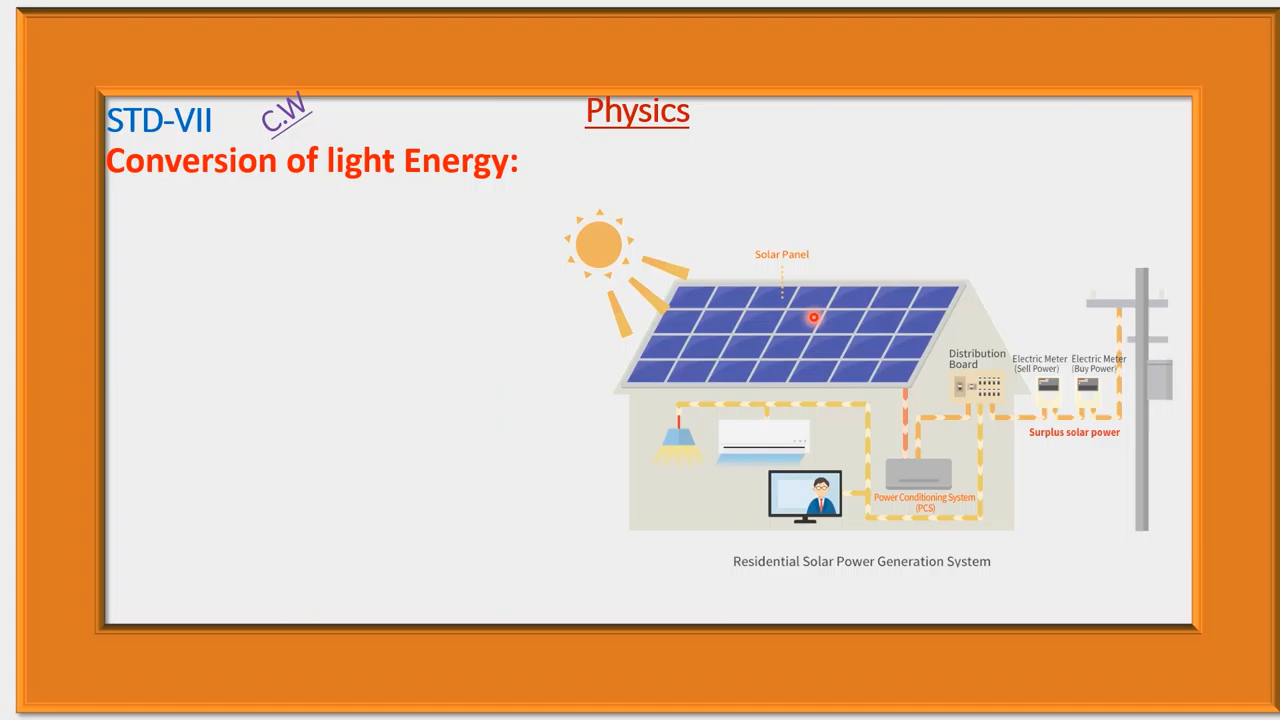 STD-VII
C.W
Physics
Conversion of light Energy:
Solar Panel
Distribution
Board
Electric Meter
(Sell Power)
Electric Meter
(Buy Power)
Surplus solar power
Power Conditioning System
(PCS)
Residential Solar Power Generation System